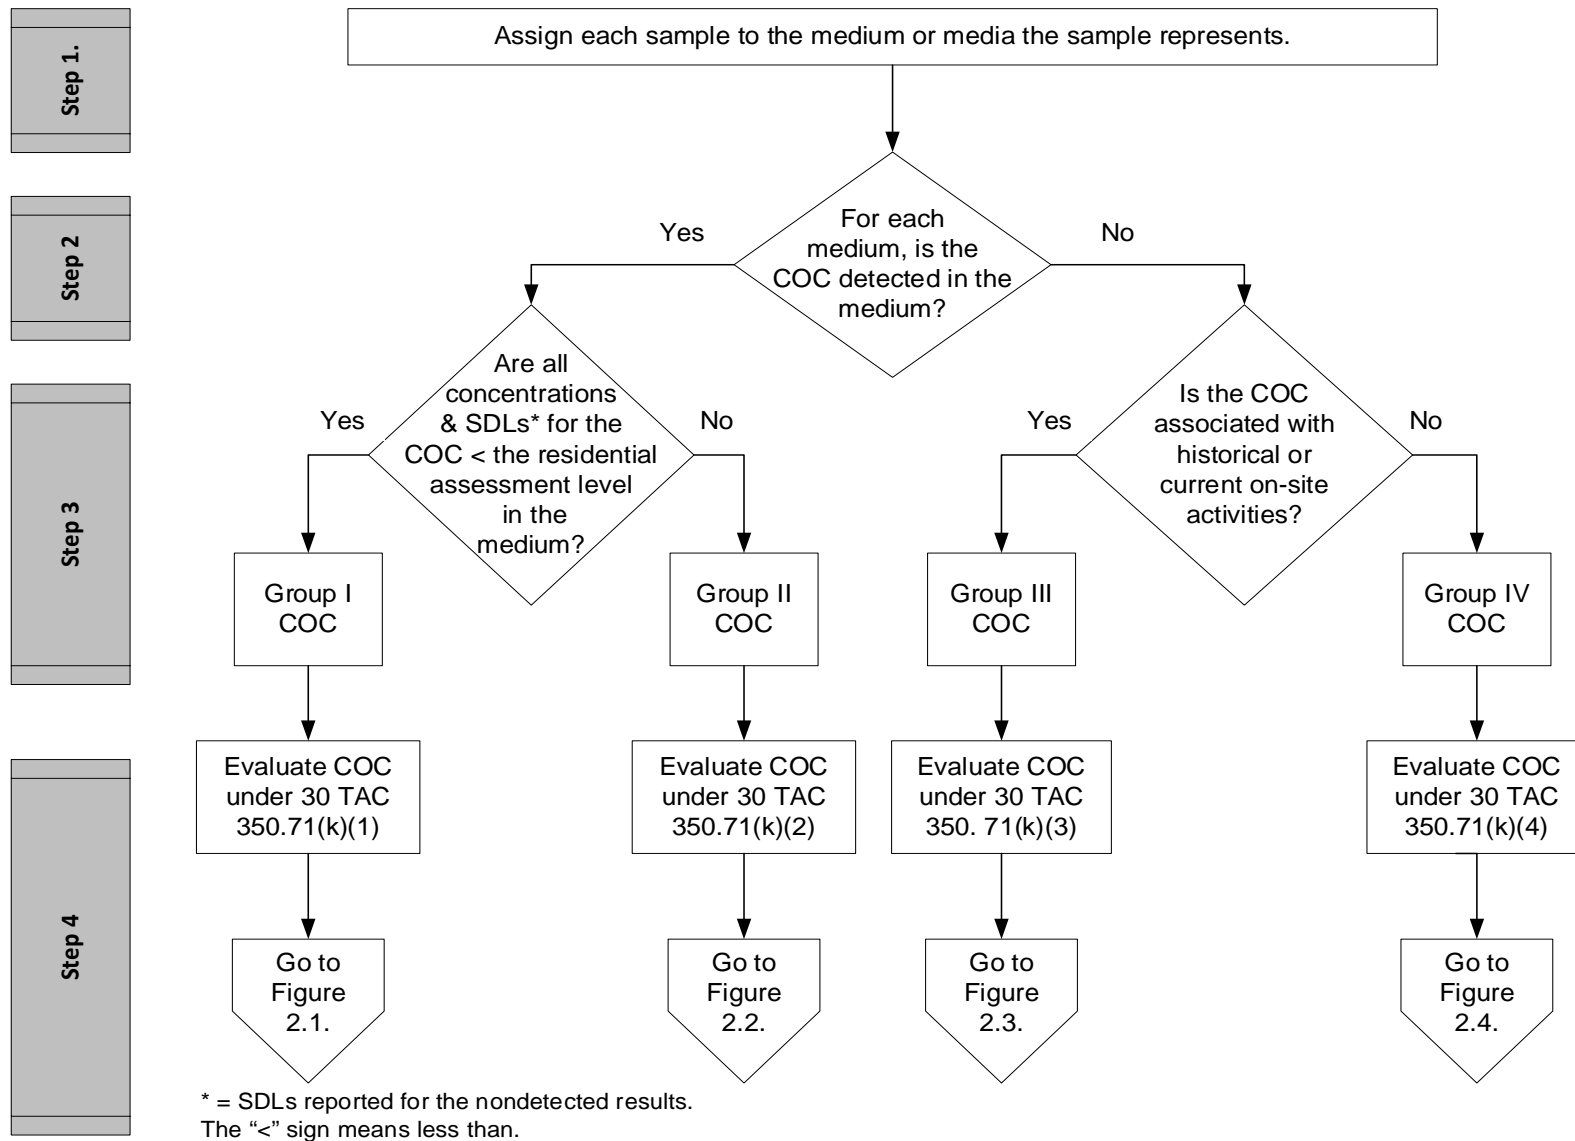 Step 1.
Assign each sample to the medium or media the sample represents.
Step 2
Yes
For each
medium, is the
COC detected in the
medium?
No
Step 3
Yes
Are all
concentrations
& SDLs* for the
COC < the residential
assessment level
in the
medium?
No
Yes
Is the COC
associated with
historical or
current on-site
activities?
No
Group I
COC
Group II
COC
Group III
COC
Group IV
COC
Step 4
Evaluate COC
under 30 TAC
350.71(k)(1)
Evaluate COC
under 30 TAC
350.71(k)(2)
Evaluate COC
under 30 TAC
350. 71(k)(3)
Evaluate COC
under 30 TAC
350.71(k)(4)
Go to
Figure
2.1.
Go to
Figure
2.2.
Go to
Figure
2.3.
Go to
Figure
2.4.
* = SDLs reported for the nondetected results.
The “<” sign means less than.